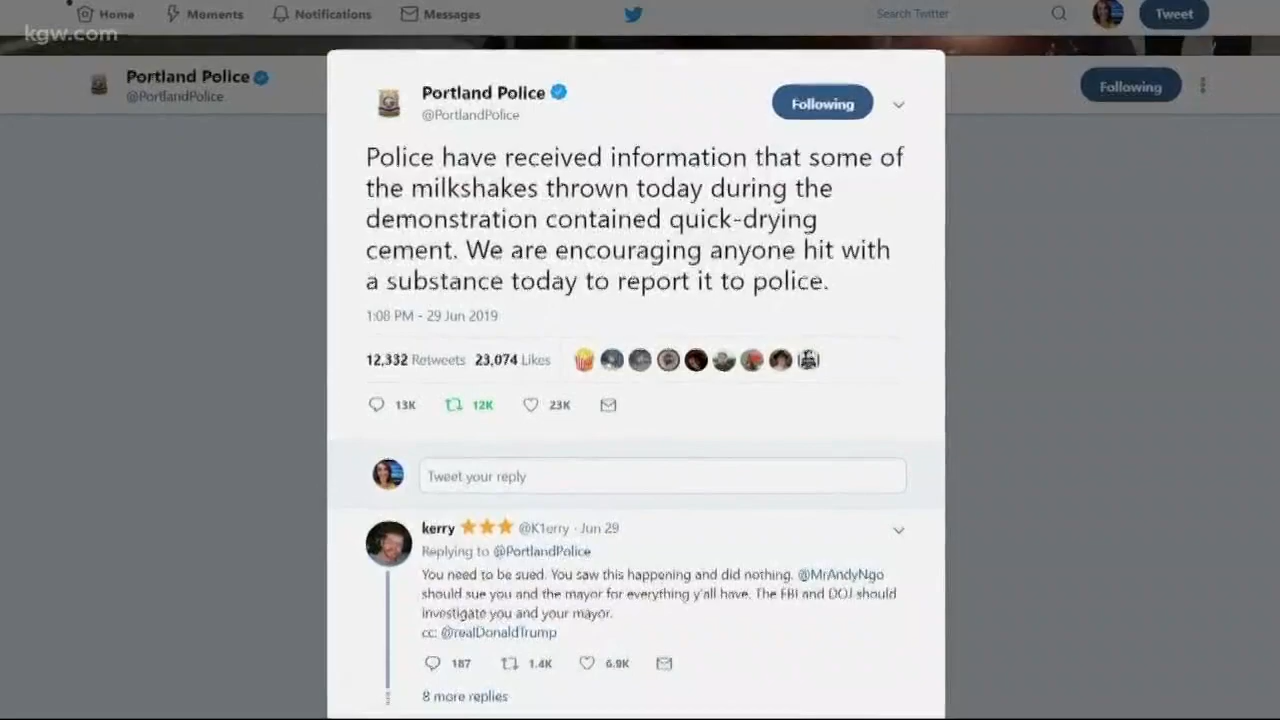 Home Moments Notifications Messages Search Twitter Tweet
kgw.com
Portland Police
@PortlandPolice
Following
Portland Police
@PortlandPolice
Following
Police have received information that some of
the milkshakes thrown today during the
demonstration contained quick-drying
cement. We are encouraging anyone hit with
a substance today to report it to police.
1:08 PM - 29 Jun 2019
12,332 Retweets 23,074 Likes
13K 12K 23K
Tweet your reply
kerry @K1erry · Jun 29
Replying to @PortlandPolice
You need to be sued. You saw this happening and did nothing. @MrAndyNgo
should sue you and the mayor for everything y'all have. The FBI and DOJ should
investigate you and your mayor.
cc: @realDonaldTrump
187 1.4K 6.9K
8 more replies